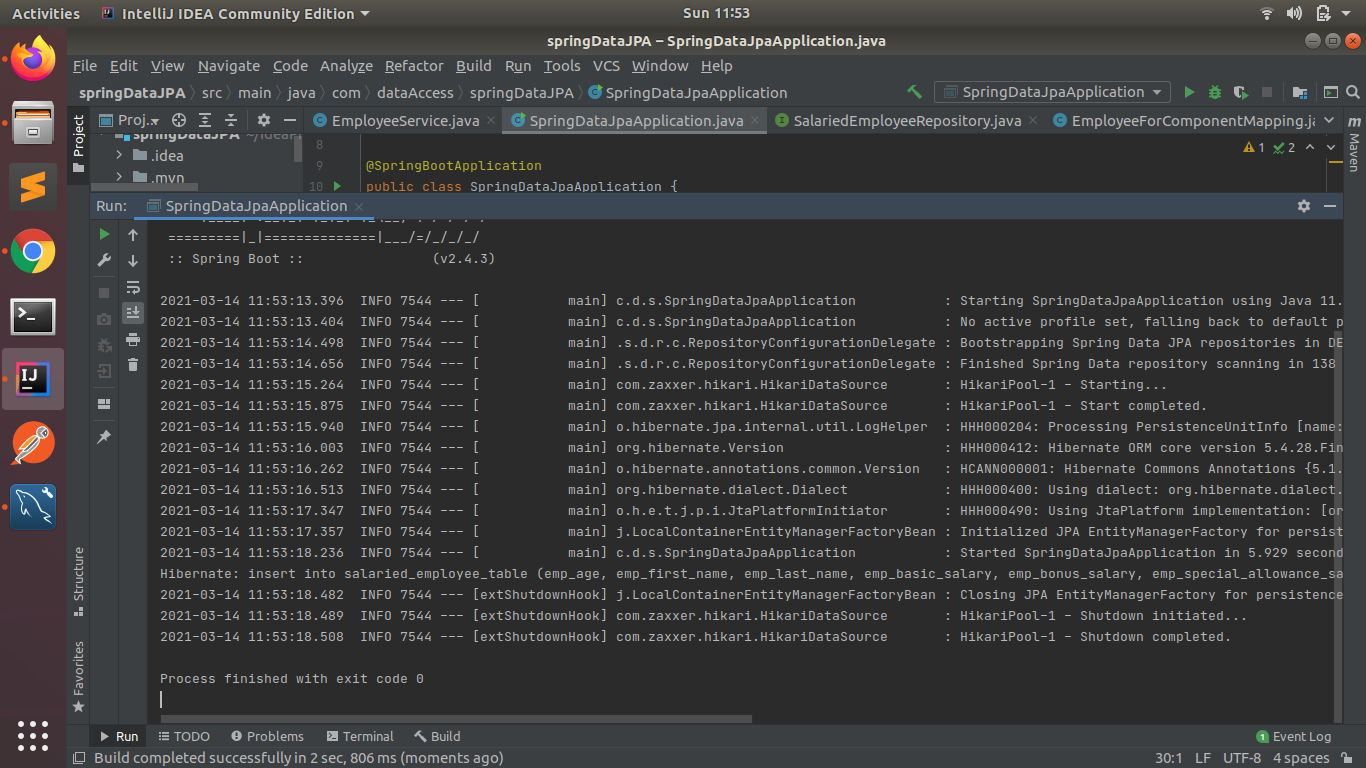 Activities IntelliJ IDEA Community Edition Sun 11:53
springDataJPA – SpringDataJpaApplication.java
File Edit View Navigate Code Analyze Refactor Build Run Tools VCS Window Help
springDataJPA src main java com dataAccess springDataJPA SpringDataJpaApplication SpringDataJpaApplication
Project Proj... EmployeeService.java SpringDataJpaApplication.java SalariedEmployeeRepository.java EmployeeForComponentMapping.ja Maven
springDataJPA 8
.idea 9 @SpringBootApplication 1 2
.mvn 10 public class SpringDataJpaApplication {
Run: SpringDataJpaApplication
=========|_|==============|___/=/_/_/_/
:: Spring Boot :: (v2.4.3)
2021-03-14 11:53:13.396 INFO 7544 --- [ main] c.d.s.SpringDataJpaApplication : Starting SpringDataJpaApplication using Java 11.
2021-03-14 11:53:13.404 INFO 7544 --- [ main] c.d.s.SpringDataJpaApplication : No active profile set, falling back to default p
2021-03-14 11:53:14.498 INFO 7544 --- [ main] .s.d.r.c.RepositoryConfigurationDelegate : Bootstrapping Spring Data JPA repositories in DE
2021-03-14 11:53:14.656 INFO 7544 --- [ main] .s.d.r.c.RepositoryConfigurationDelegate : Finished Spring Data repository scanning in 138
2021-03-14 11:53:15.264 INFO 7544 --- [ main] com.zaxxer.hikari.HikariDataSource : HikariPool-1 - Starting...
2021-03-14 11:53:15.875 INFO 7544 --- [ main] com.zaxxer.hikari.HikariDataSource : HikariPool-1 - Start completed.
2021-03-14 11:53:15.940 INFO 7544 --- [ main] o.hibernate.jpa.internal.util.LogHelper : HHH000204: Processing PersistenceUnitInfo [name:
2021-03-14 11:53:16.003 INFO 7544 --- [ main] org.hibernate.Version : HHH000412: Hibernate ORM core version 5.4.28.Fin
2021-03-14 11:53:16.262 INFO 7544 --- [ main] o.hibernate.annotations.common.Version : HCANN000001: Hibernate Commons Annotations {5.1.
2021-03-14 11:53:16.513 INFO 7544 --- [ main] org.hibernate.dialect.Dialect : HHH000400: Using dialect: org.hibernate.dialect.
2021-03-14 11:53:17.347 INFO 7544 --- [ main] o.h.e.t.j.p.i.JtaPlatformInitiator : HHH000490: Using JtaPlatform implementation: [or
2021-03-14 11:53:17.357 INFO 7544 --- [ main] j.LocalContainerEntityManagerFactoryBean : Initialized JPA EntityManagerFactory for persist
2021-03-14 11:53:18.236 INFO 7544 --- [ main] c.d.s.SpringDataJpaApplication : Started SpringDataJpaApplication in 5.929 second
Hibernate: insert into salaried_employee_table (emp_age, emp_first_name, emp_last_name, emp_basic_salary, emp_bonus_salary, emp_special_allowance_sa
2021-03-14 11:53:18.482 INFO 7544 --- [extShutdownHook] j.LocalContainerEntityManagerFactoryBean : Closing JPA EntityManagerFactory for persistence
2021-03-14 11:53:18.489 INFO 7544 --- [extShutdownHook] com.zaxxer.hikari.HikariDataSource : HikariPool-1 - Shutdown initiated...
2021-03-14 11:53:18.508 INFO 7544 --- [extShutdownHook] com.zaxxer.hikari.HikariDataSource : HikariPool-1 - Shutdown completed.
Process finished with exit code 0
Structure
Favorites
Run TODO Problems Terminal Build 1 Event Log
Build completed successfully in 2 sec, 806 ms (moments ago) 30:1 LF UTF-8 4 spaces